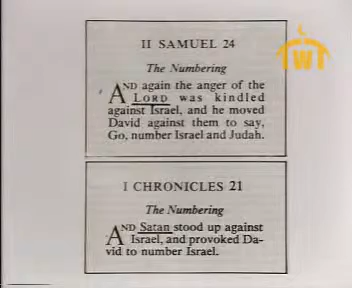 II SAMUEL 24
The Numbering
AND again the anger of the
LORD was kindled
against Israel, and he moved
David against them to say,
Go, number Israel and Judah.
I CHRONICLES 21
The Numbering
AND Satan stood up against
Israel, and provoked Da-
vid to number Israel.
W